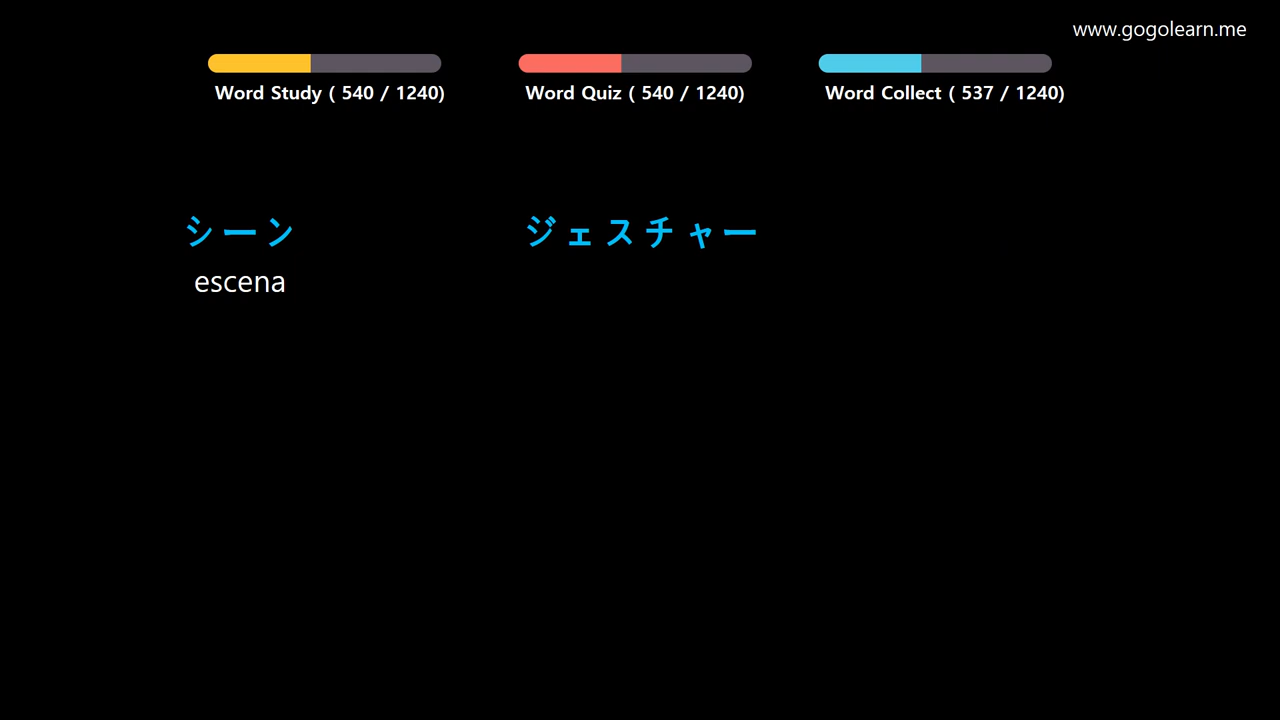 www.gogolearn.me
Word Study ( 540 / 1240)
Word Quiz ( 540 / 1240)
Word Collect ( 537 / 1240)
シーン
escena
ジェスチャー